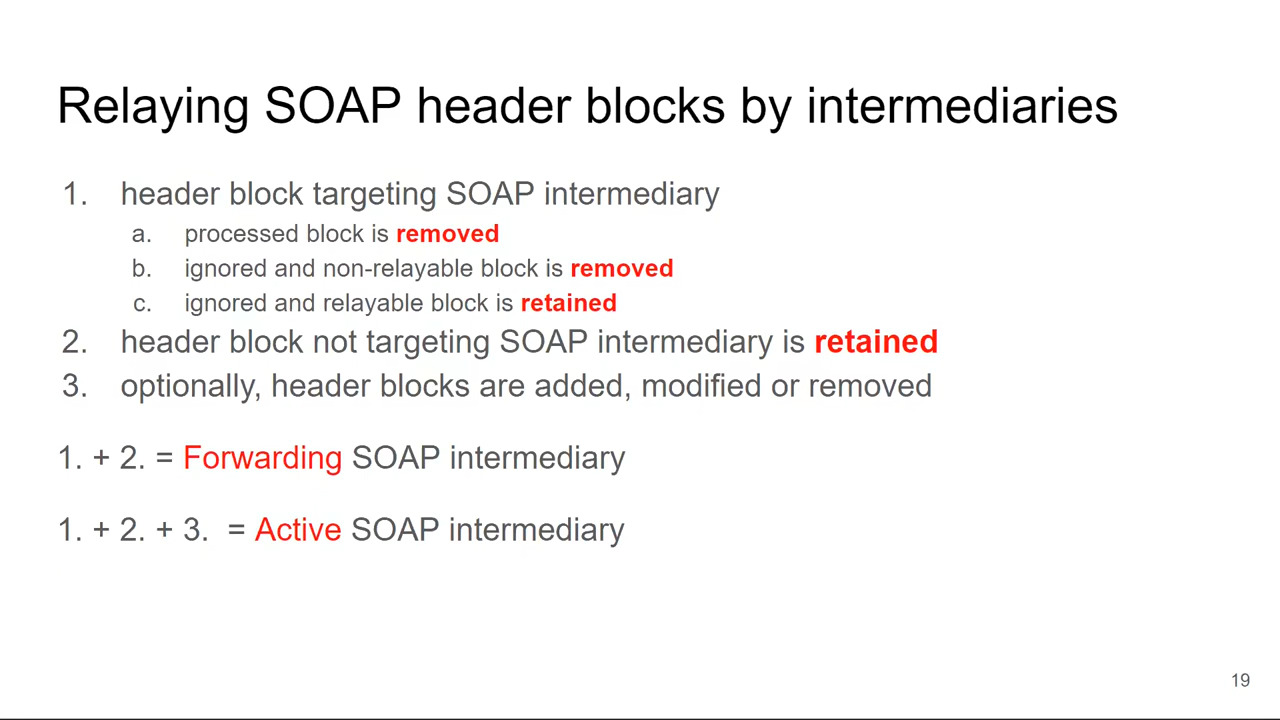 Relaying SOAP header blocks by intermediaries
1. header block targeting SOAP intermediary
a. processed block is removed
b. ignored and non-relayable block is removed
c. ignored and relayable block is retained
2. header block not targeting SOAP intermediary is retained
3. optionally, header blocks are added, modified or removed
1. + 2. = Forwarding SOAP intermediary
1. + 2. + 3. = Active SOAP intermediary
19